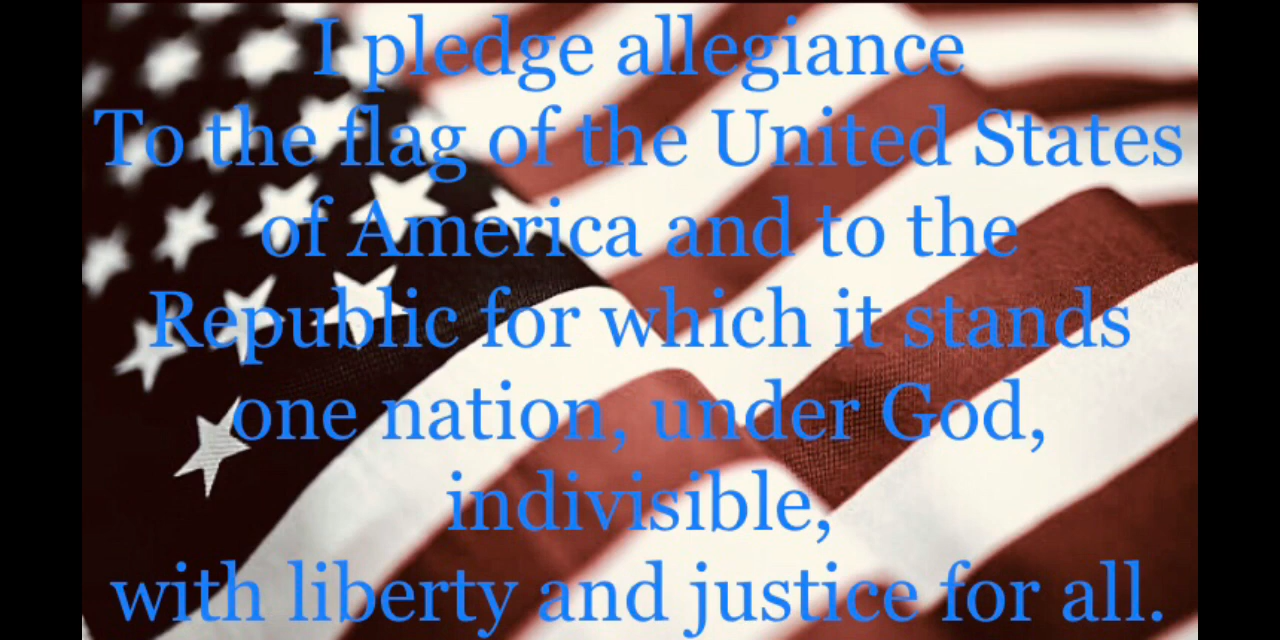 I pledge allegiance
To the flag of the United States
of America and to the
Republic for which it stands
one nation, under God,
indivisible,
with liberty and justice for all.